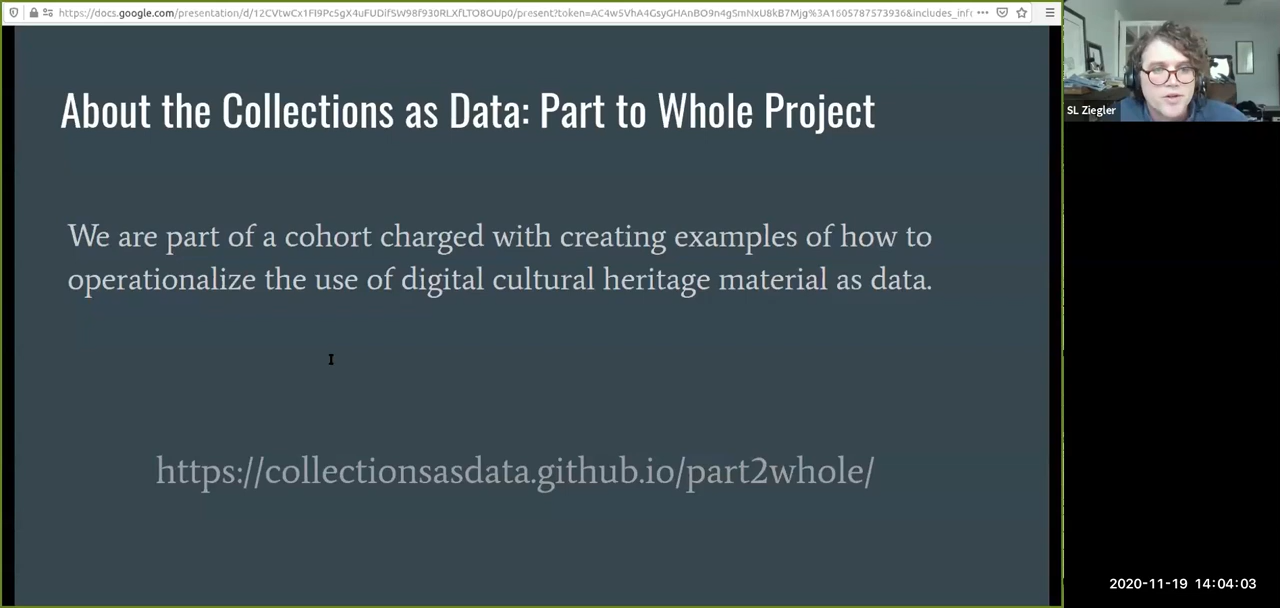 About the Collections as Data: Part to Whole Project
We are part of a cohort charged with creating examples of how to
operationalize the use of digital cultural heritage material as data.
https://collectionsasdata.github.io/part2whole/
SL Ziegler
2020-11-19 14:04:03